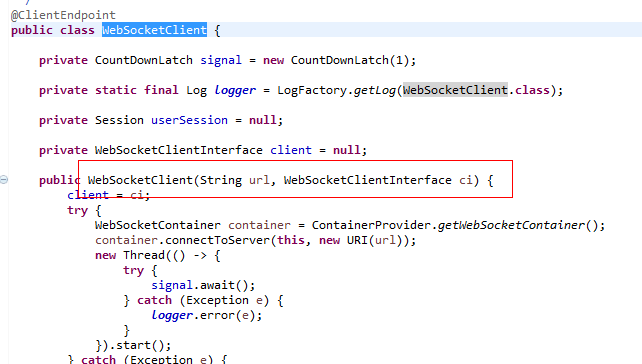 */
@ClientEndpoint
public class WebSocketClient {
private CountDownLatch signal = new CountDownLatch(1);
private static final Log logger = LogFactory.getLog(WebSocketClient.class);
private Session userSession = null;
private WebSocketClientInterface client = null;
public WebSocketClient(String url, WebSocketClientInterface ci) {
client = ci;
try {
WebSocketContainer container = ContainerProvider.getWebSocketContainer();
container.connectToServer(this, new URI(url));
new Thread(() -> {
try {
signal.await();
} catch (Exception e) {
logger.error(e);
}
}).start();
} catch (Exception e) {